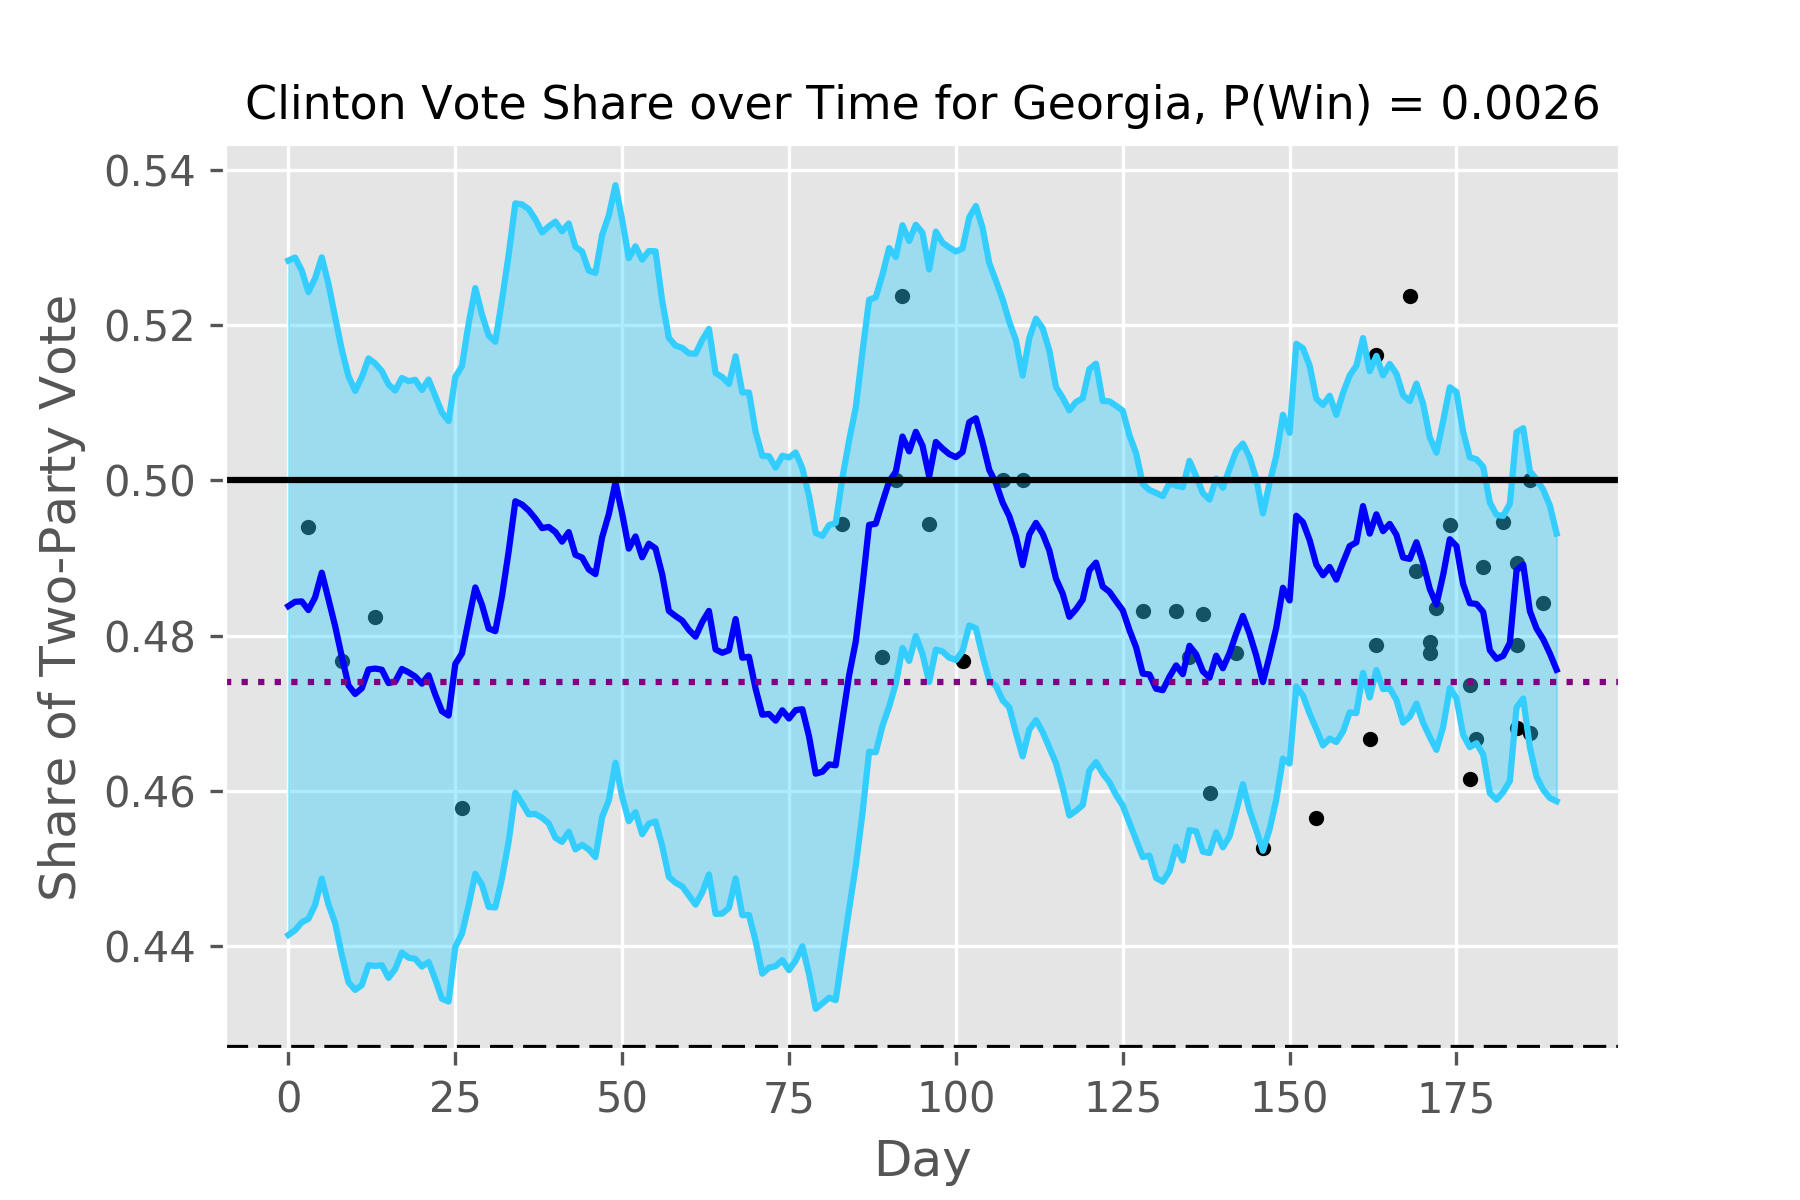 Clinton Vote Share over Time for Georgia, P(Win) = 0.0026
Share of Two-Party Vote
0.54
0.52
0.50
0.48
0.46
0.44
0 25 50 75 100 125 150 175
Day